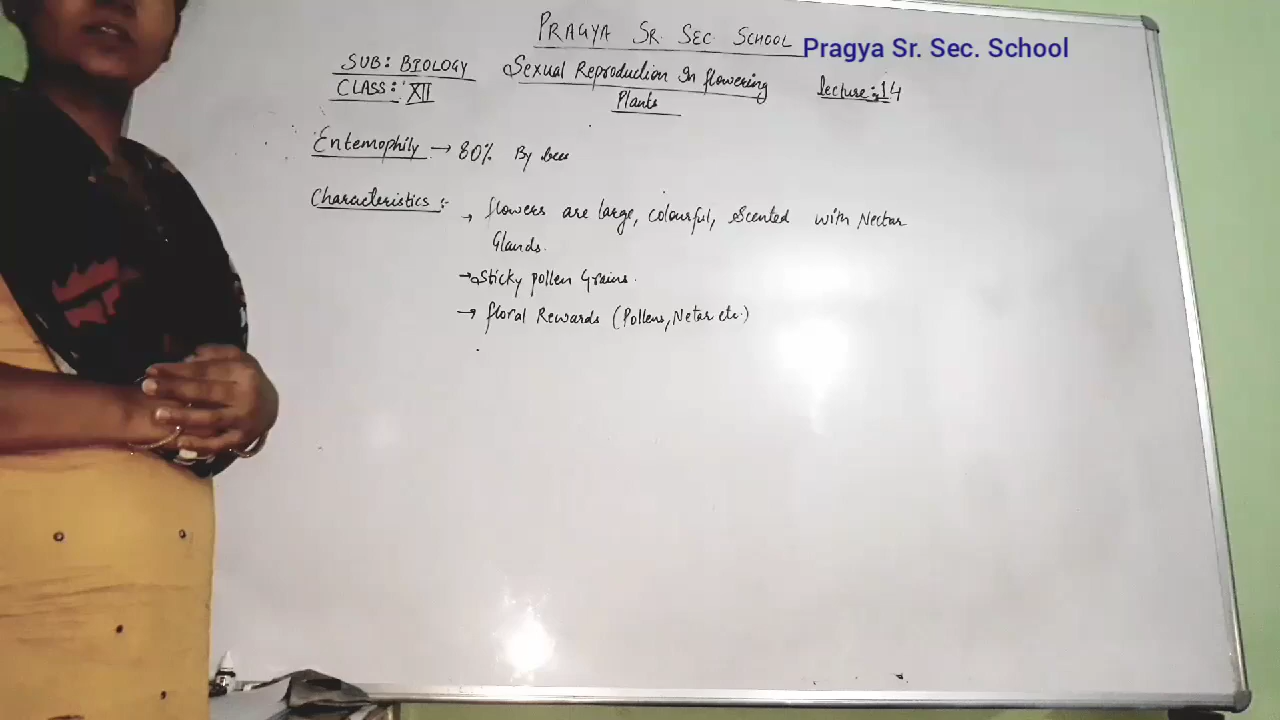 PRAGYA SR. SEC. SCHOOL Pragya Sr. Sec. School
SUB: BIOLOGY Sexual Reproduction In flowering lecture:14
CLASS: XII Plants
Entemophily → 80% By bees
Characteristics :-
→ flowers are large, colourful, Scented with Nectar
Glands.
→ Sticky pollen Grains.
→ floral Rewards (Pollens, Netar etc.)